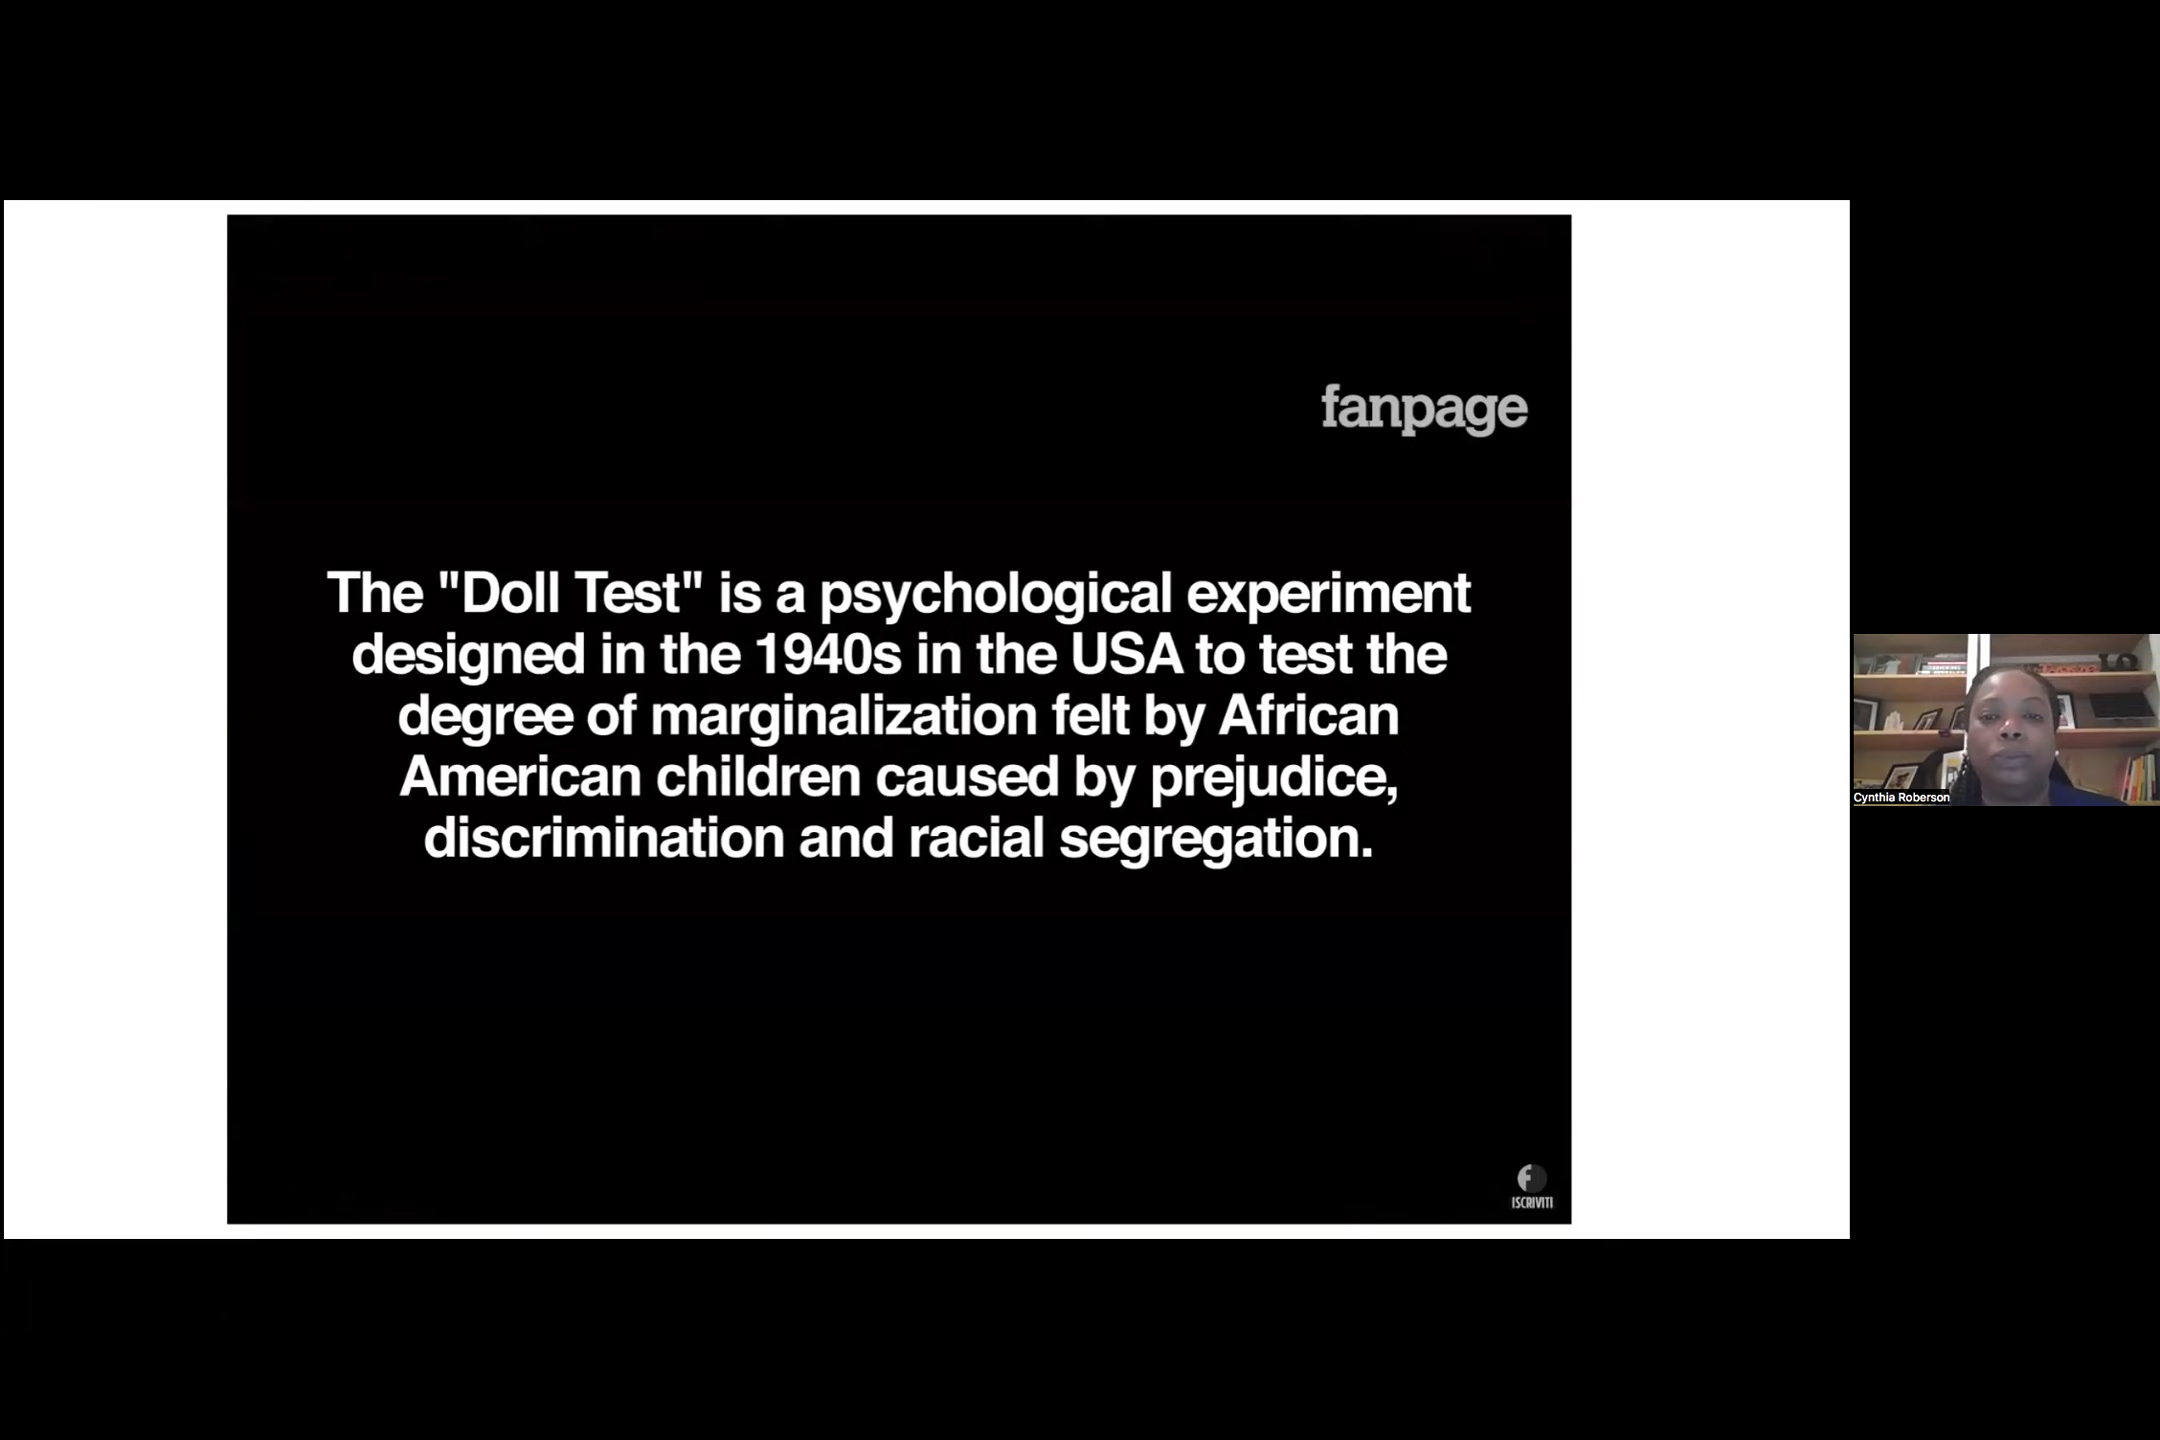 fanpage
The "Doll Test" is a psychological experiment
designed in the 1940s in the USA to test the
degree of marginalization felt by African
American children caused by prejudice,
discrimination and racial segregation.
ISCRIVITI
Cynthia Roberson